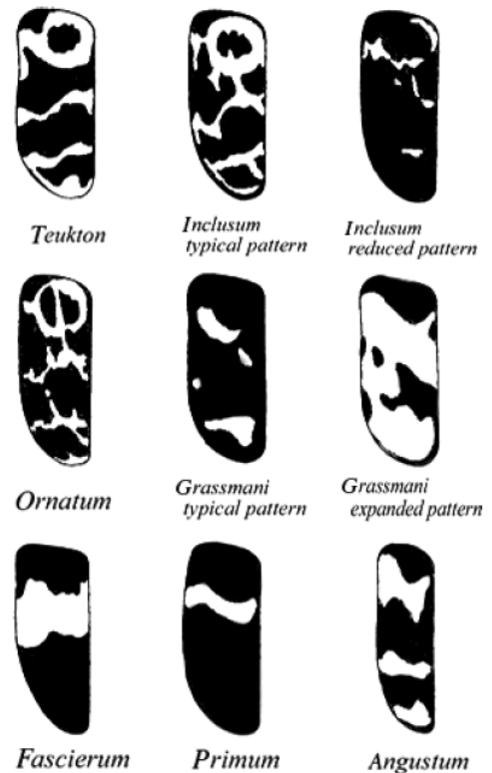 Teukton
Inclusum
typical pattern
Inclusum
reduced pattern
Ornatum
Grassmani
typical pattern
Grassmani
expanded pattern
Fascierum
Primum
Angustum